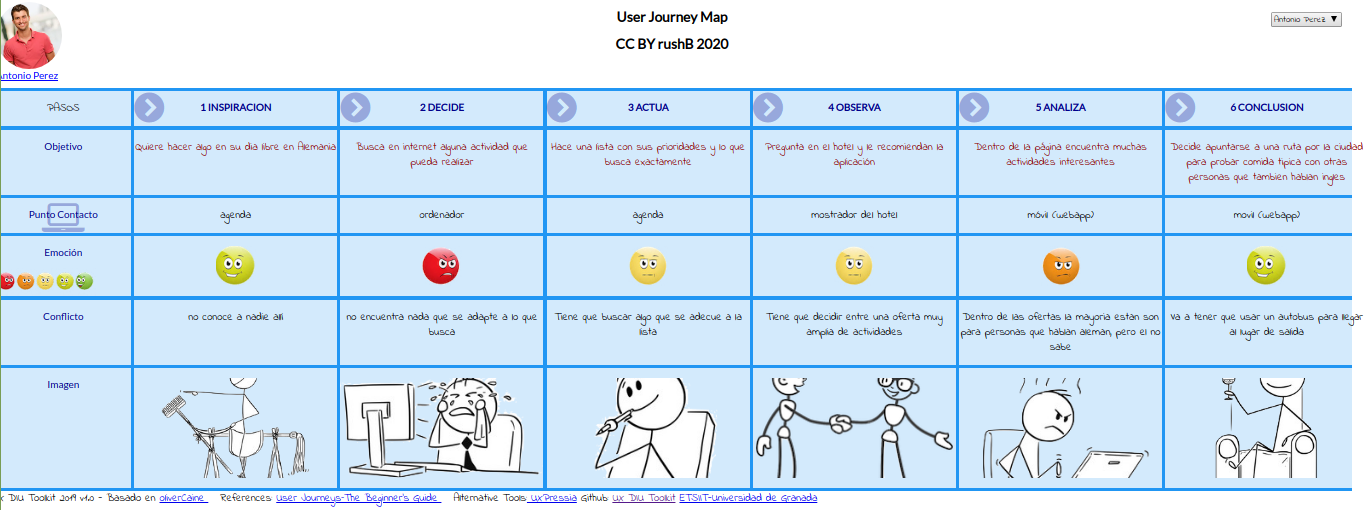 User Journey Map
Antonio Perez ▼
CC BY rushB 2020
Antonio Perez
PASOS
1 INSPIRACION
2 DECIDE
3 ACTUA
4 OBSERVA
5 ANALIZA
6 CONCLUSION
Objetivo
Quiere hacer algo en su dia libre en Alemania
Busca en internet alguna actividad que
pueda realizar
Hace una lista con sus prioridades y lo que
busca exactamente
Pregunta en el hotel y le recomiendan la
aplicación
Dentro de la página encuentra muchas
actividades interesantes
Decide apuntarse a una ruta por la ciudad
para probar comida tipica con otras
personas que tambien hablan ingles
Punto Contacto
agenda
ordenador
agenda
mostrador del hotel
móvil (webapp)
movil (webapp)
Emoción
Conflicto
no conoce a nadie alli
no encuentra nada que se adapte a lo que
busca
Tiene que buscar algo que se adecue a la
lista
Tiene que decidir entre una oferta muy
amplia de actividades
Dentro de las ofertas la mayoria estan son
para personas que hablan aleman, pero el no
sabe
Va a tener que usar un autobus para llegar
al lugar de salida
Imagen
x DIU Toolkit 2019 v1.0 - Basado en oliverCaine References User Journeys-The Beginner's Guide Alternative Tools UXPressia Github UX DIU Toolkit ETSIIT-Universidad de Granada